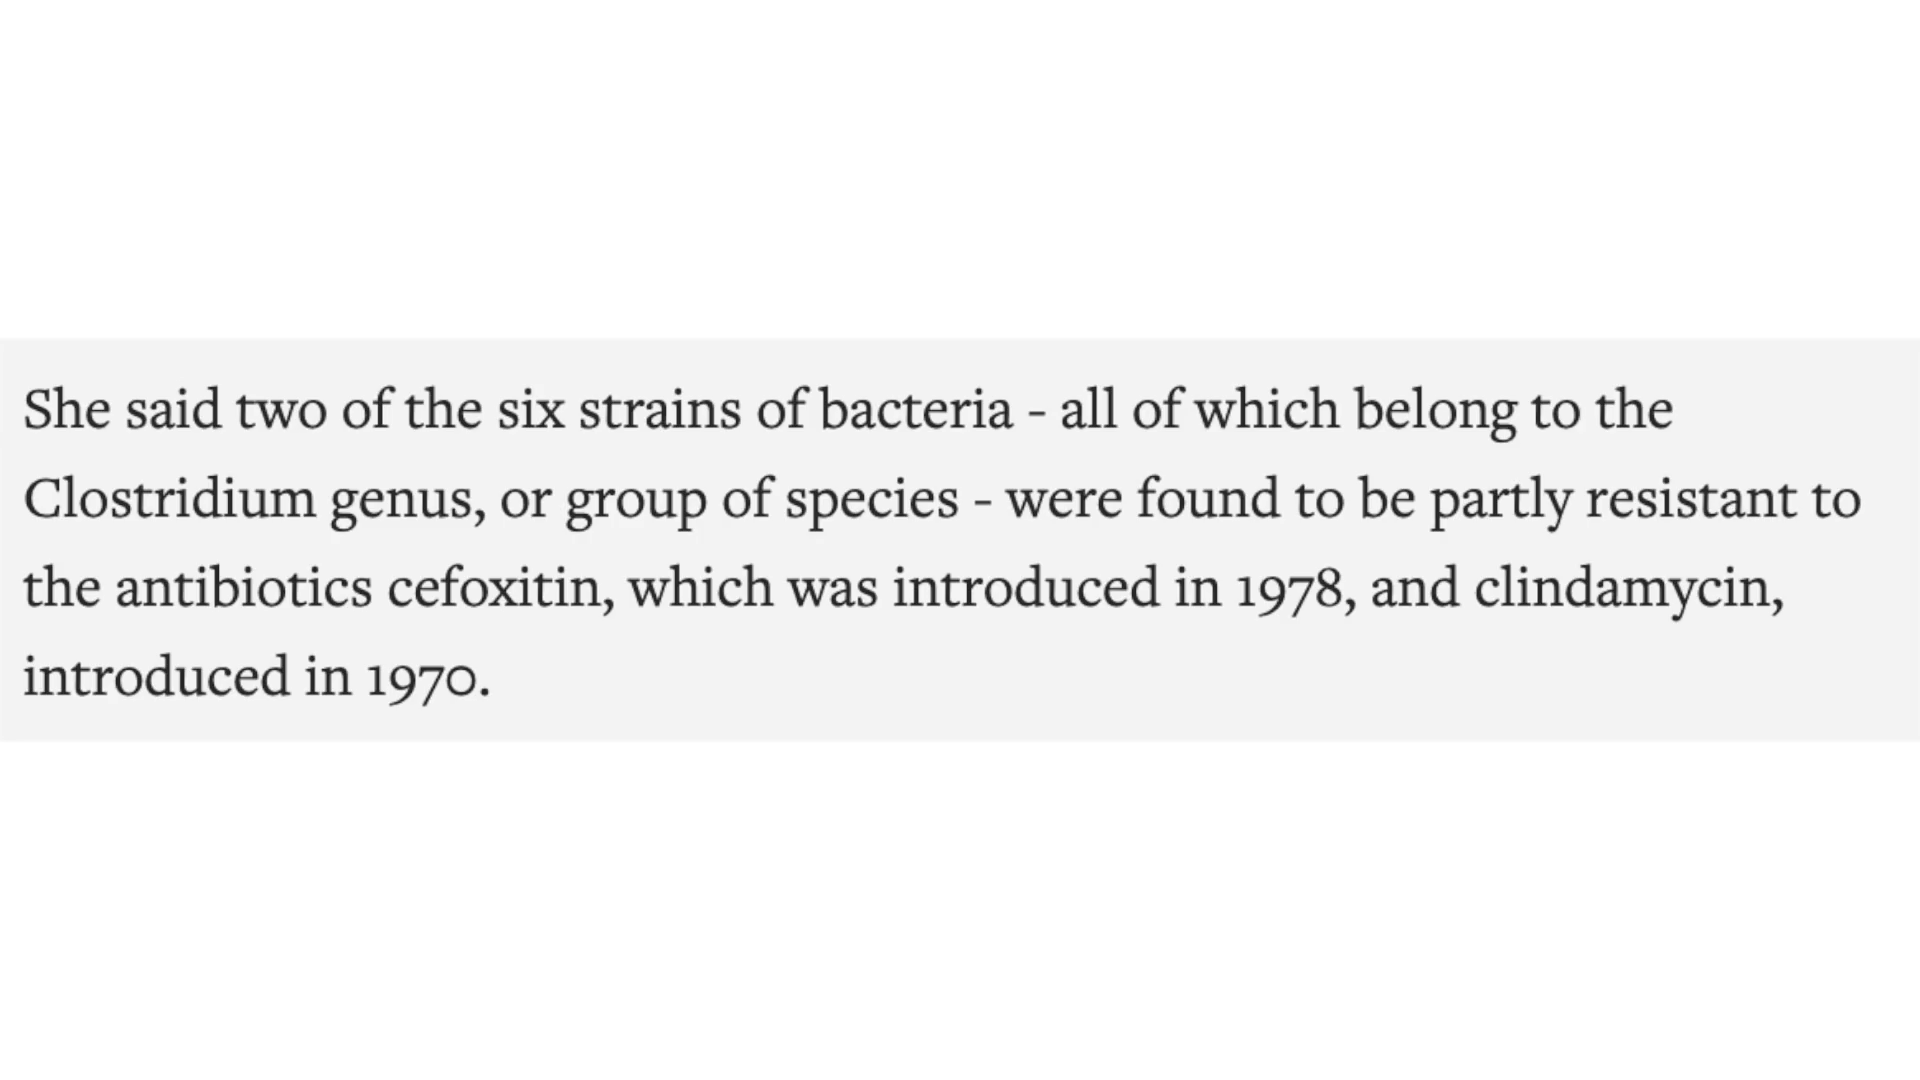 She said two of the six strains of bacteria - all of which belong to the
Clostridium genus, or group of species - were found to be partly resistant to
the antibiotics cefoxitin, which was introduced in 1978, and clindamycin,
introduced in 1970.